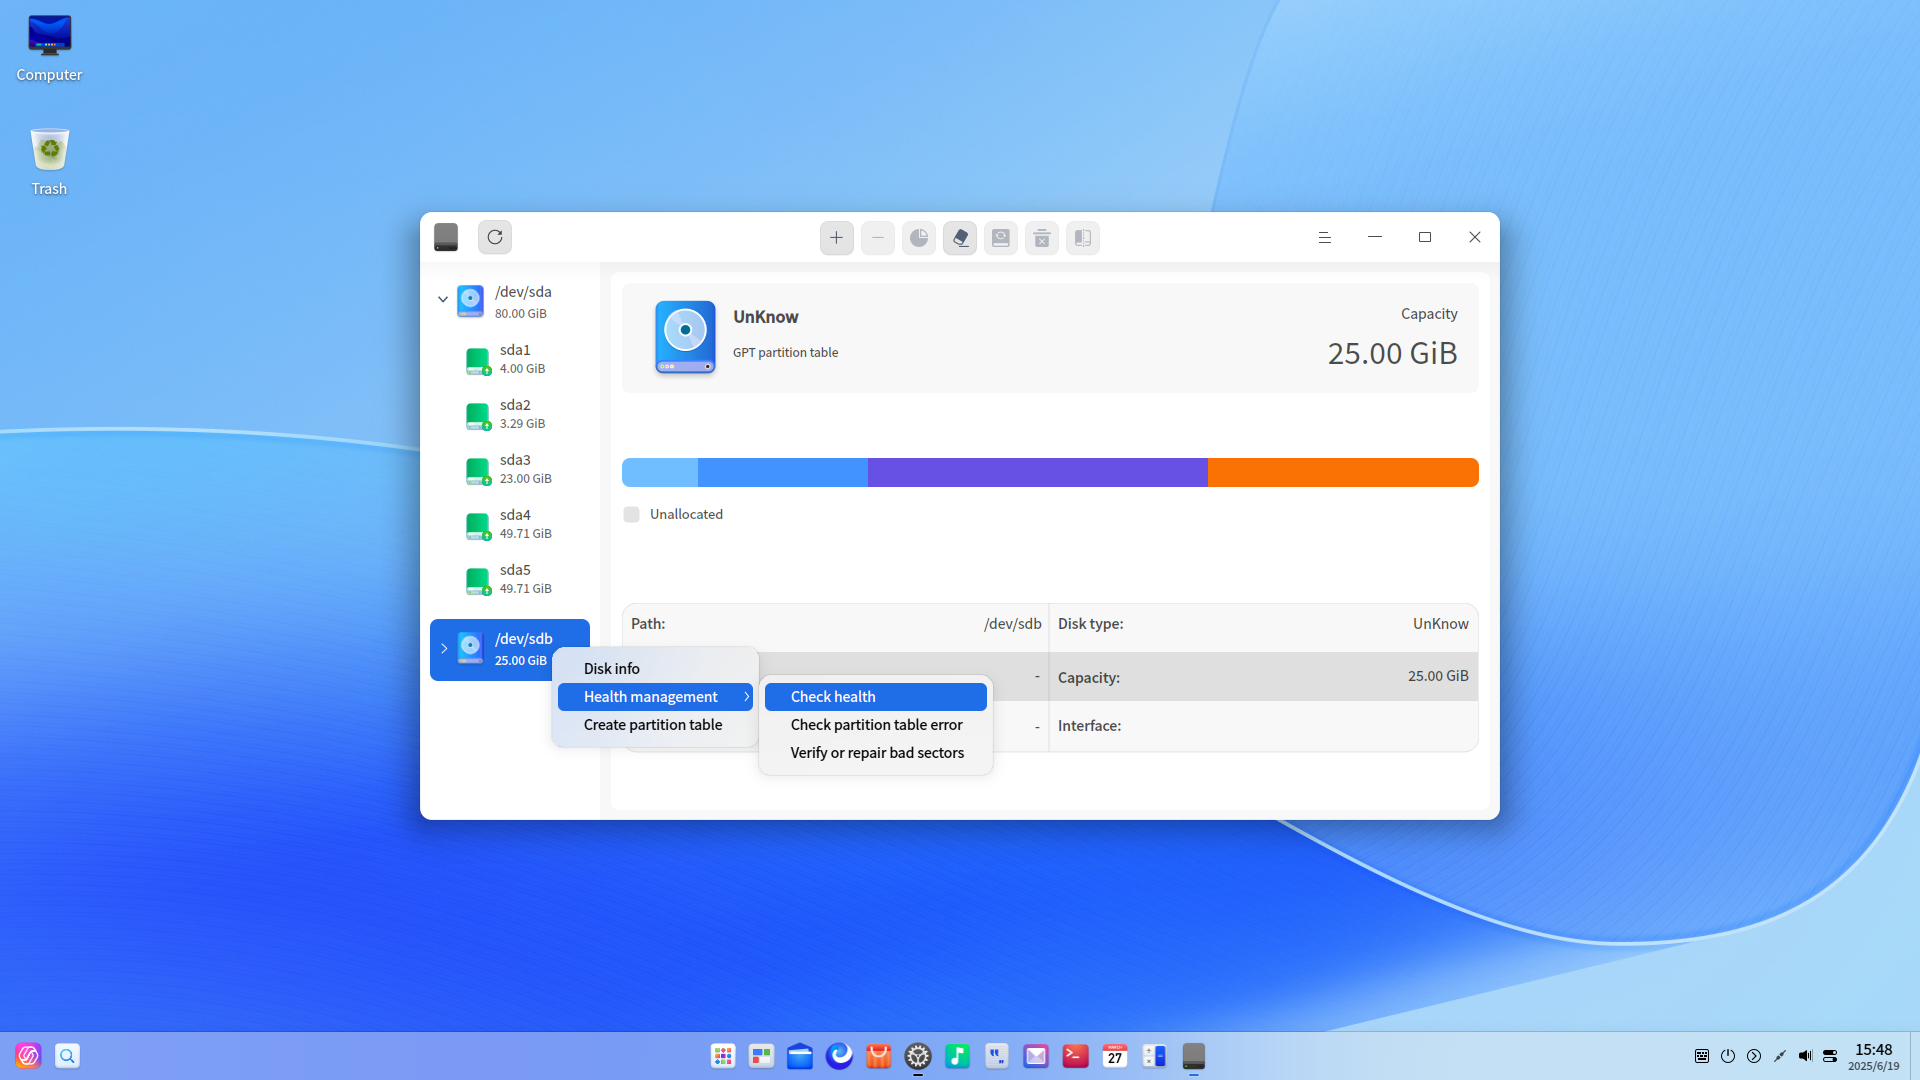 Computer
Trash
/dev/sda
80.00 GiB
sda1
4.00 GiB
sda2
3.29 GiB
sda3
23.00 GiB
sda4
49.71 GiB
sda5
49.71 GiB
/dev/sdb
25.00 GiB
UnKnow
GPT partition table
Capacity
25.00 GiB
Unallocated
Path:
/dev/sdb
Disk type:
UnKnow
-
Capacity:
25.00 GiB
-
Interface:
Disk info
Health management
Create partition table
Check health
Check partition table error
Verify or repair bad sectors
MARCH
27
15:48
2025/6/19